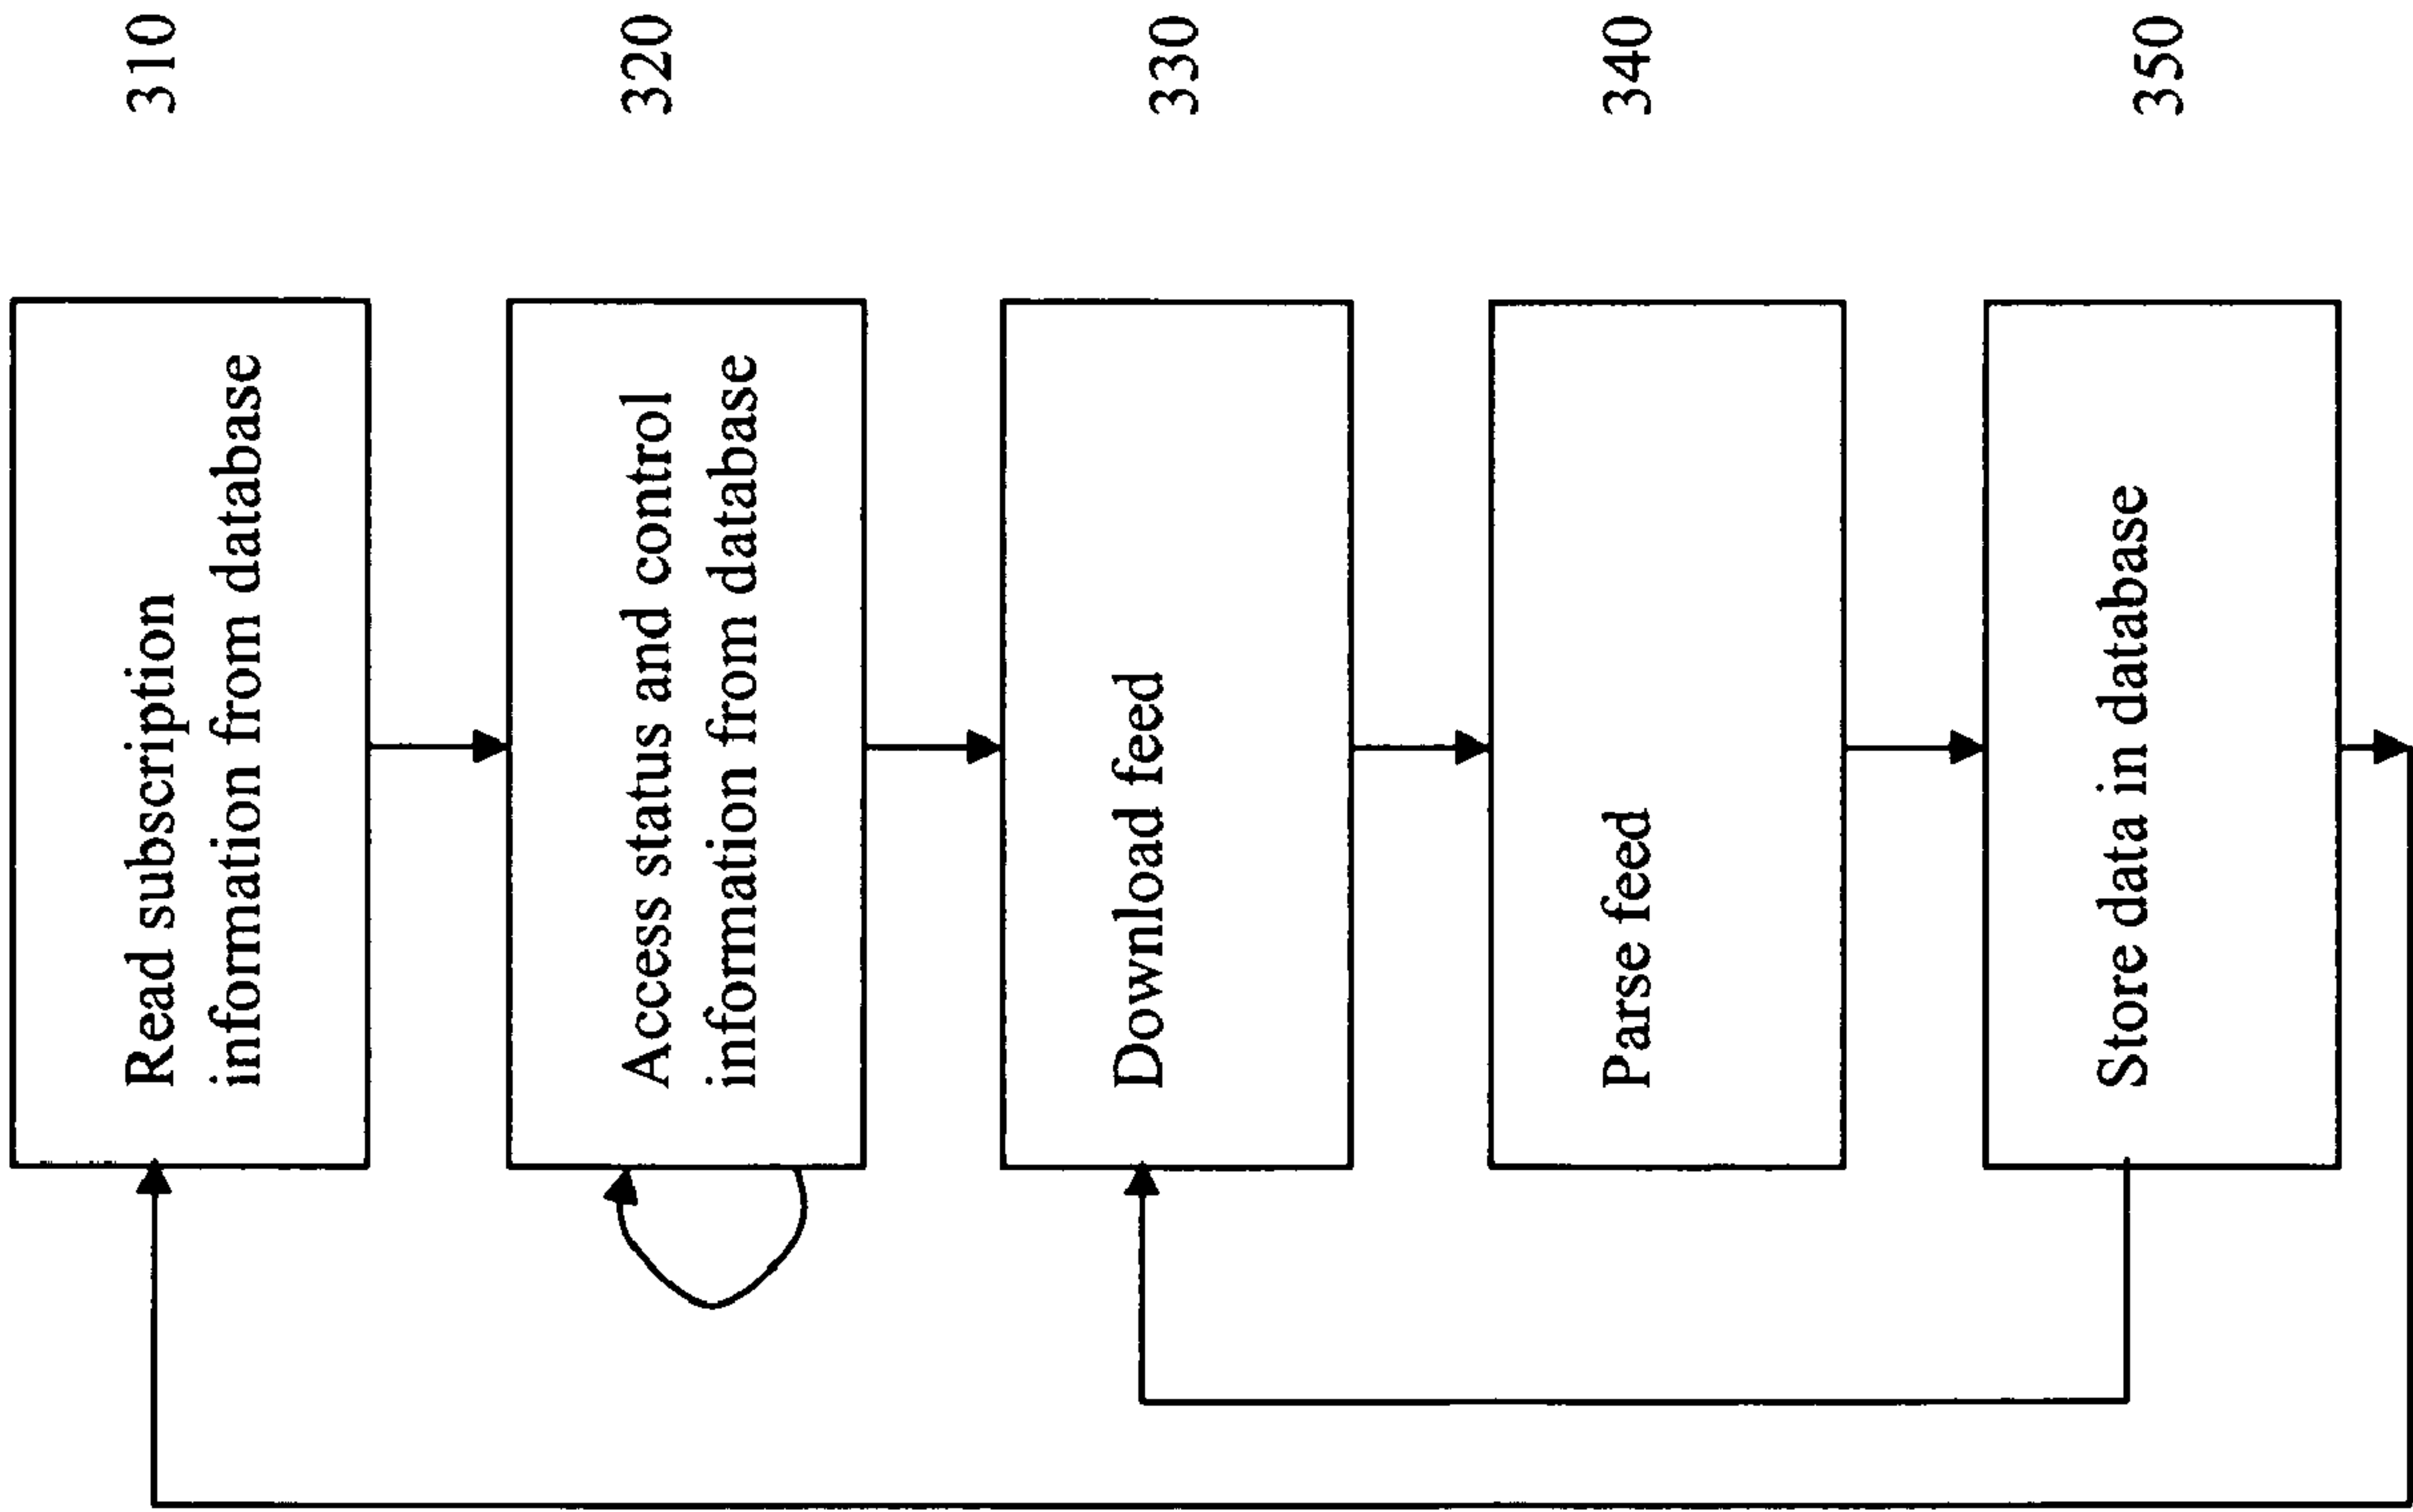 Read subscription
information from database
310
Access status and control
information from database
320
Download feed
330
Parse feed
340
Store data in database
350